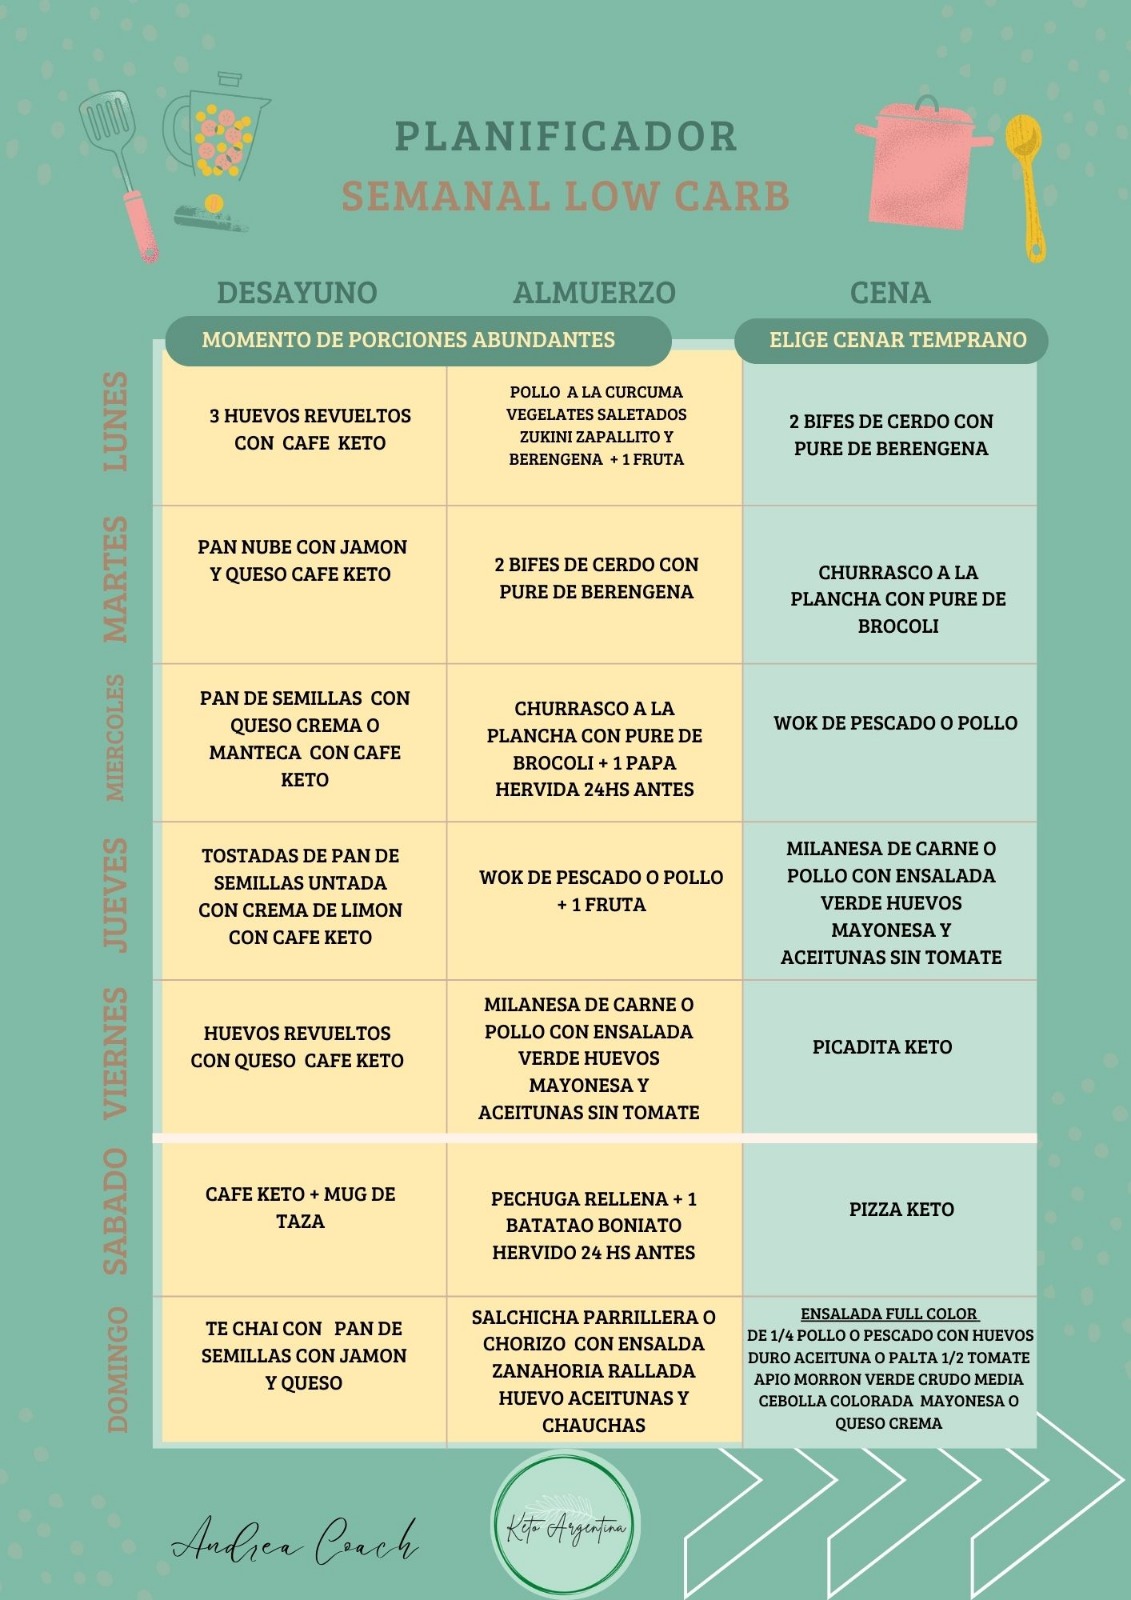 PLANIFICADOR
SEMANAL LOW CARB
DESAYUNO
ALMUERZO
CENA
MOMENTO DE PORCIONES ABUNDANTES
ELIGE CENAR TEMPRANO
LUNES
3 HUEVOS REVUELTOS
CON CAFE KETO
POLLO A LA CURCUMA
VEGELATES SALETADOS
ZUKINI ZAPALLITO Y
BERENGENA + 1 FRUTA
2 BIFES DE CERDO CON
PURE DE BERENGENA
MARTES
PAN NUBE CON JAMON
Y QUESO CAFE KETO
2 BIFES DE CERDO CON
PURE DE BERENGENA
CHURRASCO A LA
PLANCHA CON PURE DE
BROCOLI
MIERCOLES
PAN DE SEMILLAS CON
QUESO CREMA O
MANTECA CON CAFE
KETO
CHURRASCO A LA
PLANCHA CON PURE DE
BROCOLI + 1 PAPA
HERVIDA 24HS ANTES
WOK DE PESCADO O POLLO
JUEVES
TOSTADAS DE PAN DE
SEMILLAS UNTADA
CON CREMA DE LIMON
CON CAFE KETO
WOK DE PESCADO O POLLO
+ 1 FRUTA
MILANESA DE CARNE O
POLLO CON ENSALADA
VERDE HUEVOS
MAYONESA Y
ACEITUNAS SIN TOMATE
VIERNES
HUEVOS REVUELTOS
CON QUESO CAFE KETO
MILANESA DE CARNE O
POLLO CON ENSALADA
VERDE HUEVOS
MAYONESA Y
ACEITUNAS SIN TOMATE
PICADITA KETO
SABADO
CAFE KETO + MUG DE
TAZA
PECHUGA RELLENA + 1
BATATAO BONIATO
HERVIDO 24 HS ANTES
PIZZA KETO
DOMINGO
TE CHAI CON PAN DE
SEMILLAS CON JAMON
Y QUESO
SALCHICHA PARRILLERA O
CHORIZO CON ENSALDA
ZANAHORIA RALLADA
HUEVO ACEITUNAS Y
CHAUCHAS
ENSALADA FULL COLOR
DE 1/4 POLLO O PESCADO CON HUEVOS
DURO ACEITUNA O PALTA 1/2 TOMATE
APIO MORRON VERDE CRUDO MEDIA
CEBOLLA COLORADA MAYONESA O
QUESO CREMA
Andrea Coach
Keto Argentina